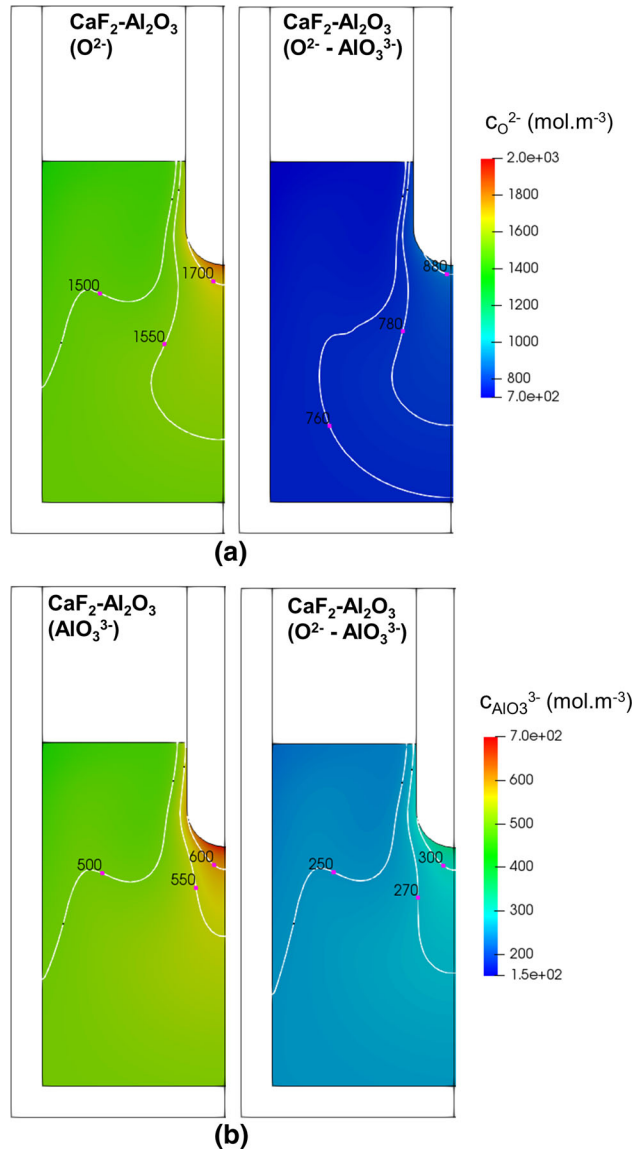 CaF₂-Al₂O₃
(O²⁻)
CaF₂-Al₂O₃
(O²⁻ - AlO₃³⁻)
c_O²⁻ (mol.m⁻³)
2.0e+03
1800
1600
1400
1200
1000
800
7.0e+02
1500
1700
1550
880
780
760
(a)
CaF₂-Al₂O₃
(AlO₃³⁻)
CaF₂-Al₂O₃
(O²⁻ - AlO₃³⁻)
c_AlO3³⁻ (mol.m⁻³)
7.0e+02
600
500
400
300
200
1.5e+02
500
600
550
250
300
270
(b)